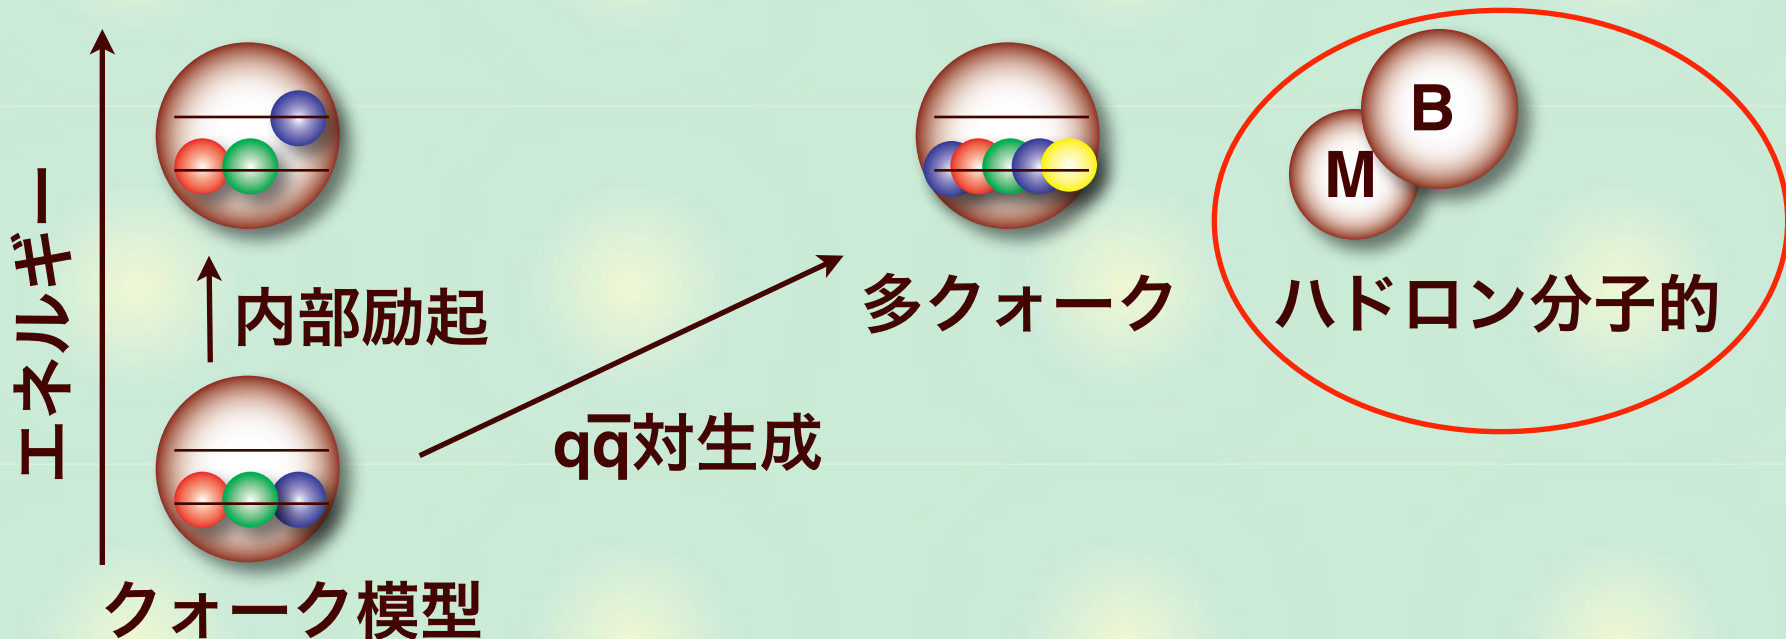 エネルギー
内部励起
クォーク模型
qq̅対生成
多クォーク
M
B
ハドロン分子的